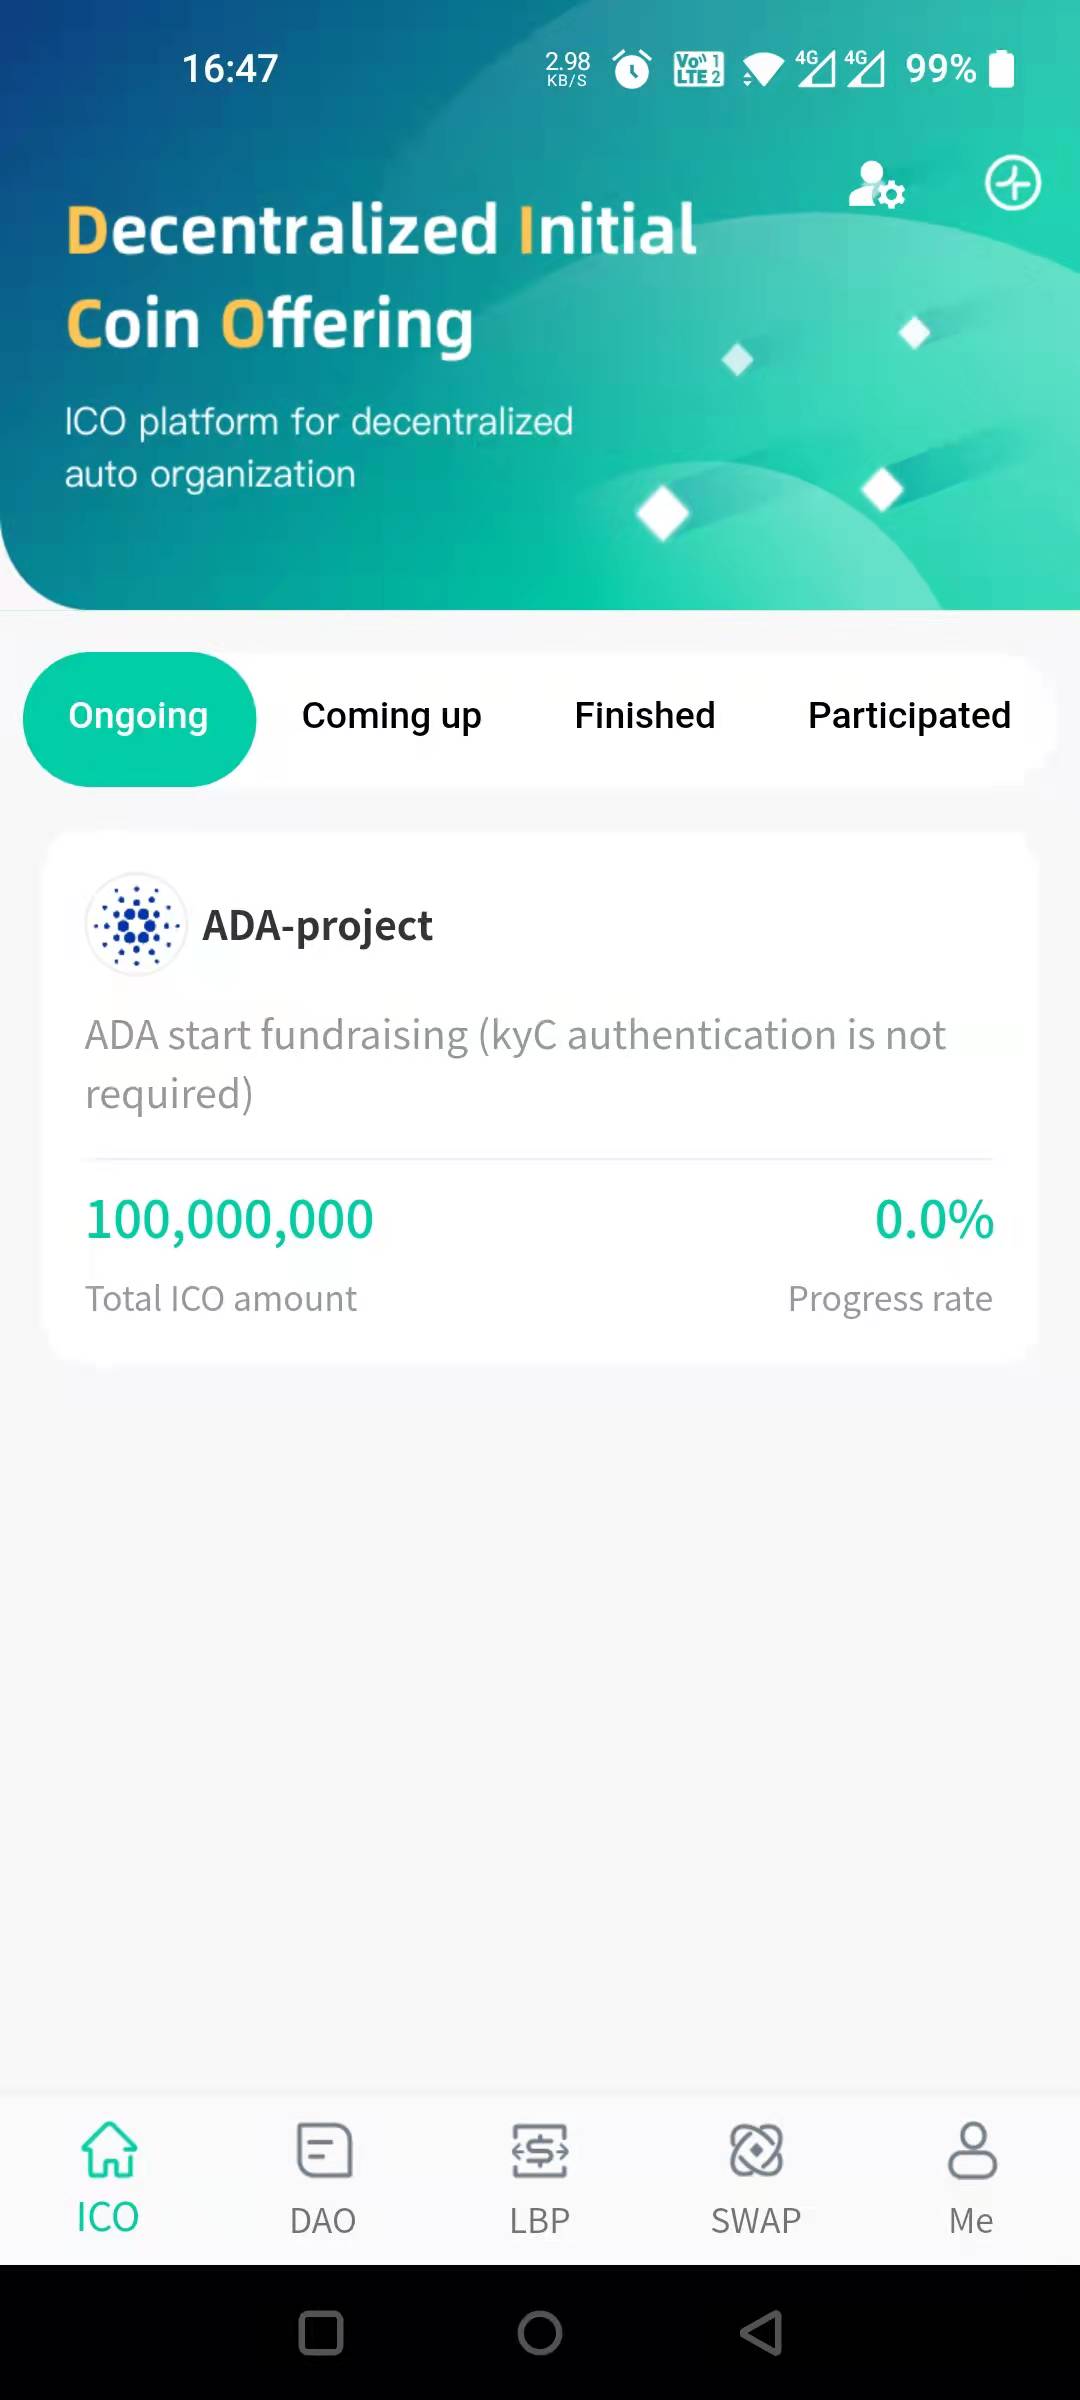 16:47
2.98
KB/S
Vo)) 1
LTE 2
4G
4G
99%
Decentralized Initial
Coin Offering
ICO platform for decentralized
auto organization
Ongoing
Coming up
Finished
Participated
ADA-project
ADA start fundraising (kyC authentication is not
required)
100,000,000
0.0%
Total ICO amount
Progress rate
ICO
DAO
LBP
SWAP
Me